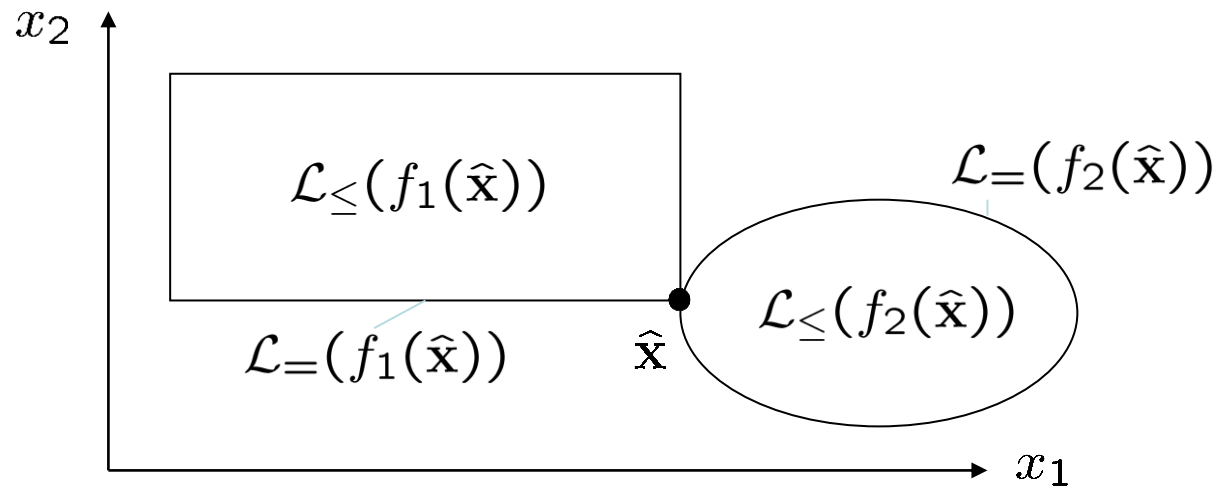 x₂
ℒ≤(f₁(x̂))
ℒ=(f₂(x̂))
ℒ≤(f₂(x̂))
ℒ=(f₁(x̂))
x̂
x₁